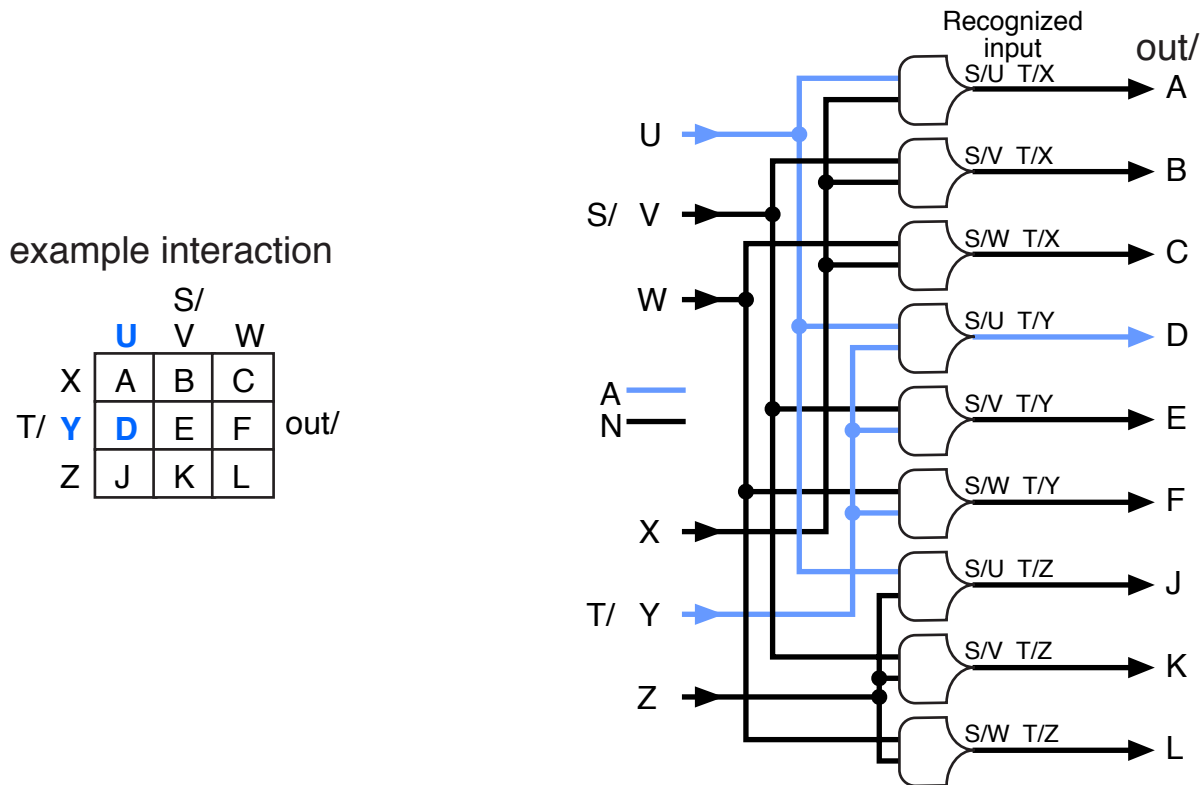 example interaction
S/
U V W
X A B C
T/ Y D E F out/
Z J K L
Recognized
input
out/
U
S/ V
W
A
N
X
T/ Y
Z
S/U T/X A
S/V T/X B
S/W T/X C
S/U T/Y D
S/V T/Y E
S/W T/Y F
S/U T/Z J
S/V T/Z K
S/W T/Z L